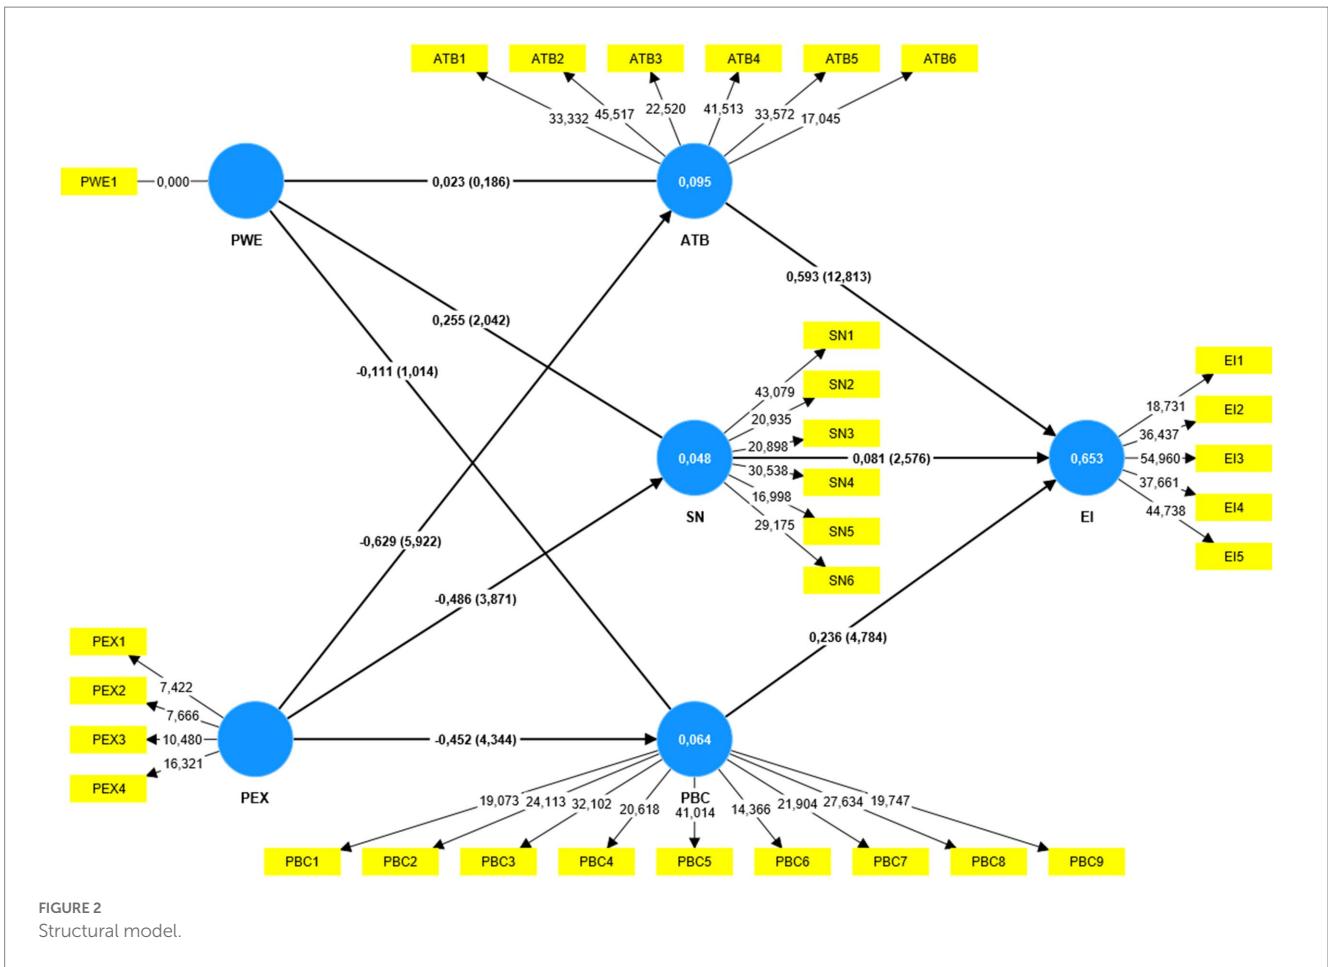 ATB1 ATB2 ATB3 ATB4 ATB5 ATB6
33,332 45,517 22,520 41,513 33,572 17,045
PWE1 0,000 0,023 (0,186) 0,095
PWE ATB
0,593 (12,813)
0,255 (2,042)
SN1
EI1
-0,111 (1,014)
SN2
43,079
18,731
EI2
20,935
SN3
36,437
20,898
0,048 0,081 (2,576) 0,653 54,960 EI3
30,538
SN4
37,661
16,998
EI4
SN EI
44,738
29,175
SN5
-0,629 (5,922)
EI5
SN6
-0,486 (3,871)
0,236 (4,784)
PEX1
7,422
PEX2
7,666
PEX3 10,480 -0,452 (4,344) 0,064
16,321
PEX4
PEX PBC
19,073 24,113 32,102 20,618 41,014 14,366 21,904 27,634 19,747
PBC1 PBC2 PBC3 PBC4 PBC5 PBC6 PBC7 PBC8 PBC9
FIGURE 2
Structural model.